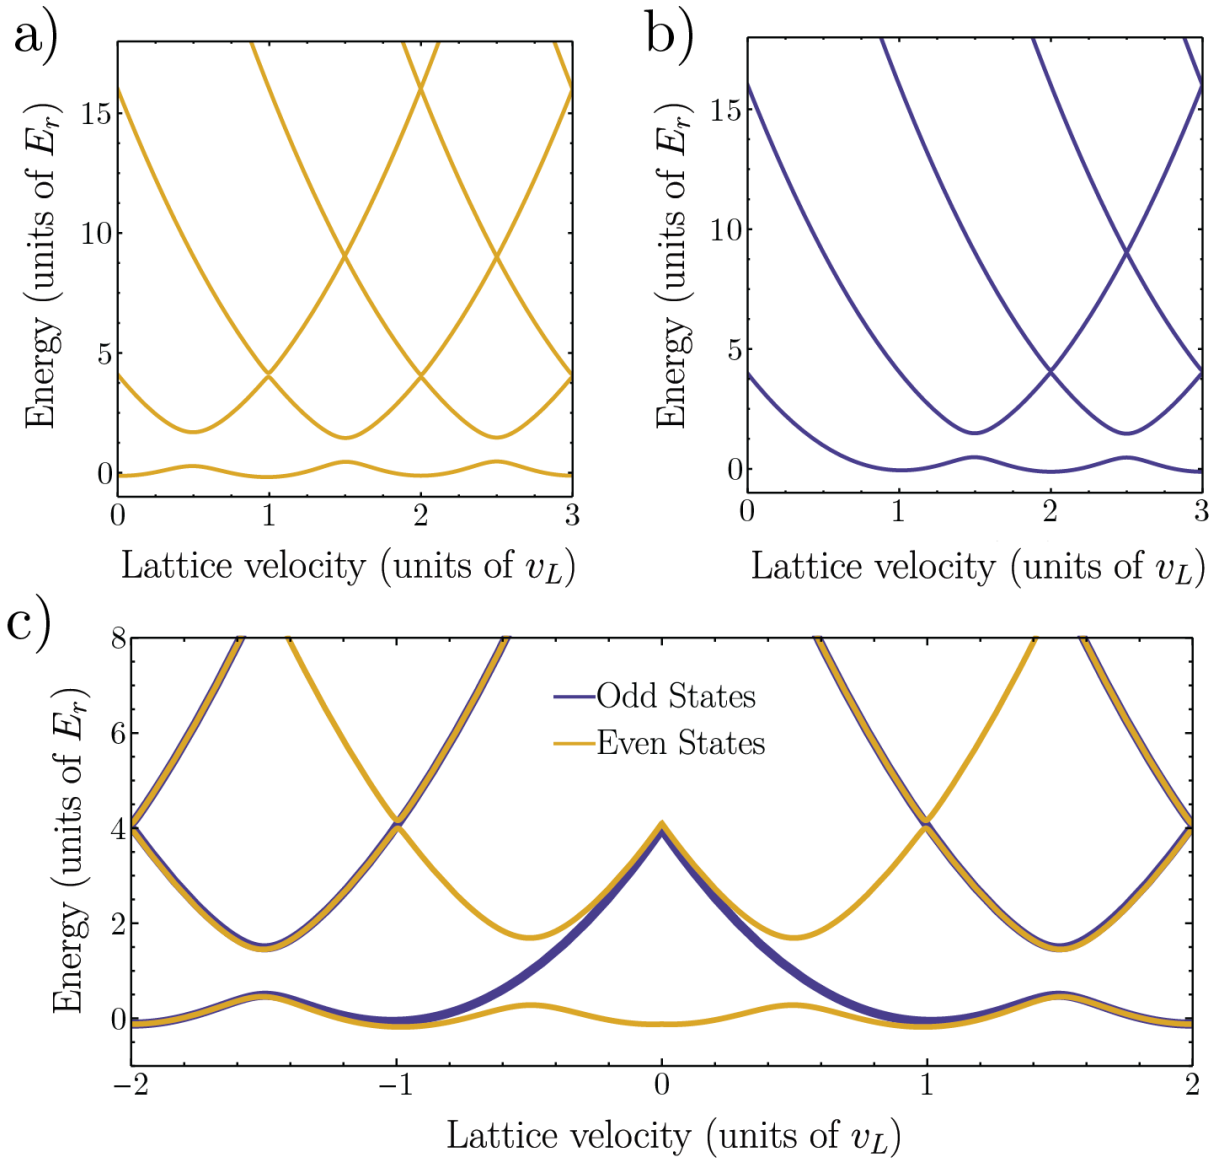 a)
Energy (units of E_r)
15
10
5
0
0 1 2 3
Lattice velocity (units of v_L)
b)
Energy (units of E_r)
15
10
5
0
0 1 2 3
Lattice velocity (units of v_L)
c)
Energy (units of E_r)
8
6
4
2
0
Odd States
Even States
−2 −1 0 1 2
Lattice velocity (units of v_L)